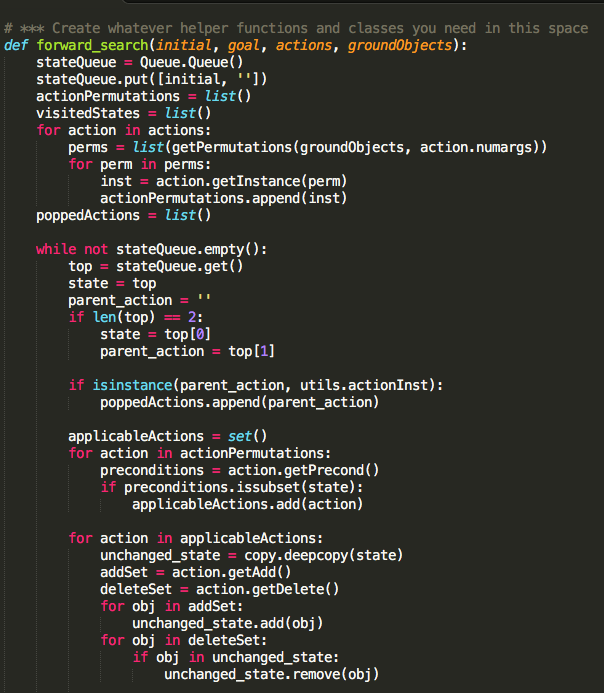 # *** Create whatever helper functions and classes you need in this space
def forward_search(initial, goal, actions, groundObjects):
    stateQueue = Queue.Queue()
    stateQueue.put([initial, ''])
    actionPermutations = list()
    visitedStates = list()
    for action in actions:
        perms = list(getPermutations(groundObjects, action.numargs))
        for perm in perms:
            inst = action.getInstance(perm)
            actionPermutations.append(inst)
    poppedActions = list()

    while not stateQueue.empty():
        top = stateQueue.get()
        state = top
        parent_action = ''
        if len(top) == 2:
            state = top[0]
            parent_action = top[1]

        if isinstance(parent_action, utils.actionInst):
            poppedActions.append(parent_action)

        applicableActions = set()
        for action in actionPermutations:
            preconditions = action.getPrecond()
            if preconditions.issubset(state):
                applicableActions.add(action)

        for action in applicableActions:
            unchanged_state = copy.deepcopy(state)
            addSet = action.getAdd()
            deleteSet = action.getDelete()
            for obj in addSet:
                unchanged_state.add(obj)
            for obj in deleteSet:
                if obj in unchanged_state:
                    unchanged_state.remove(obj)